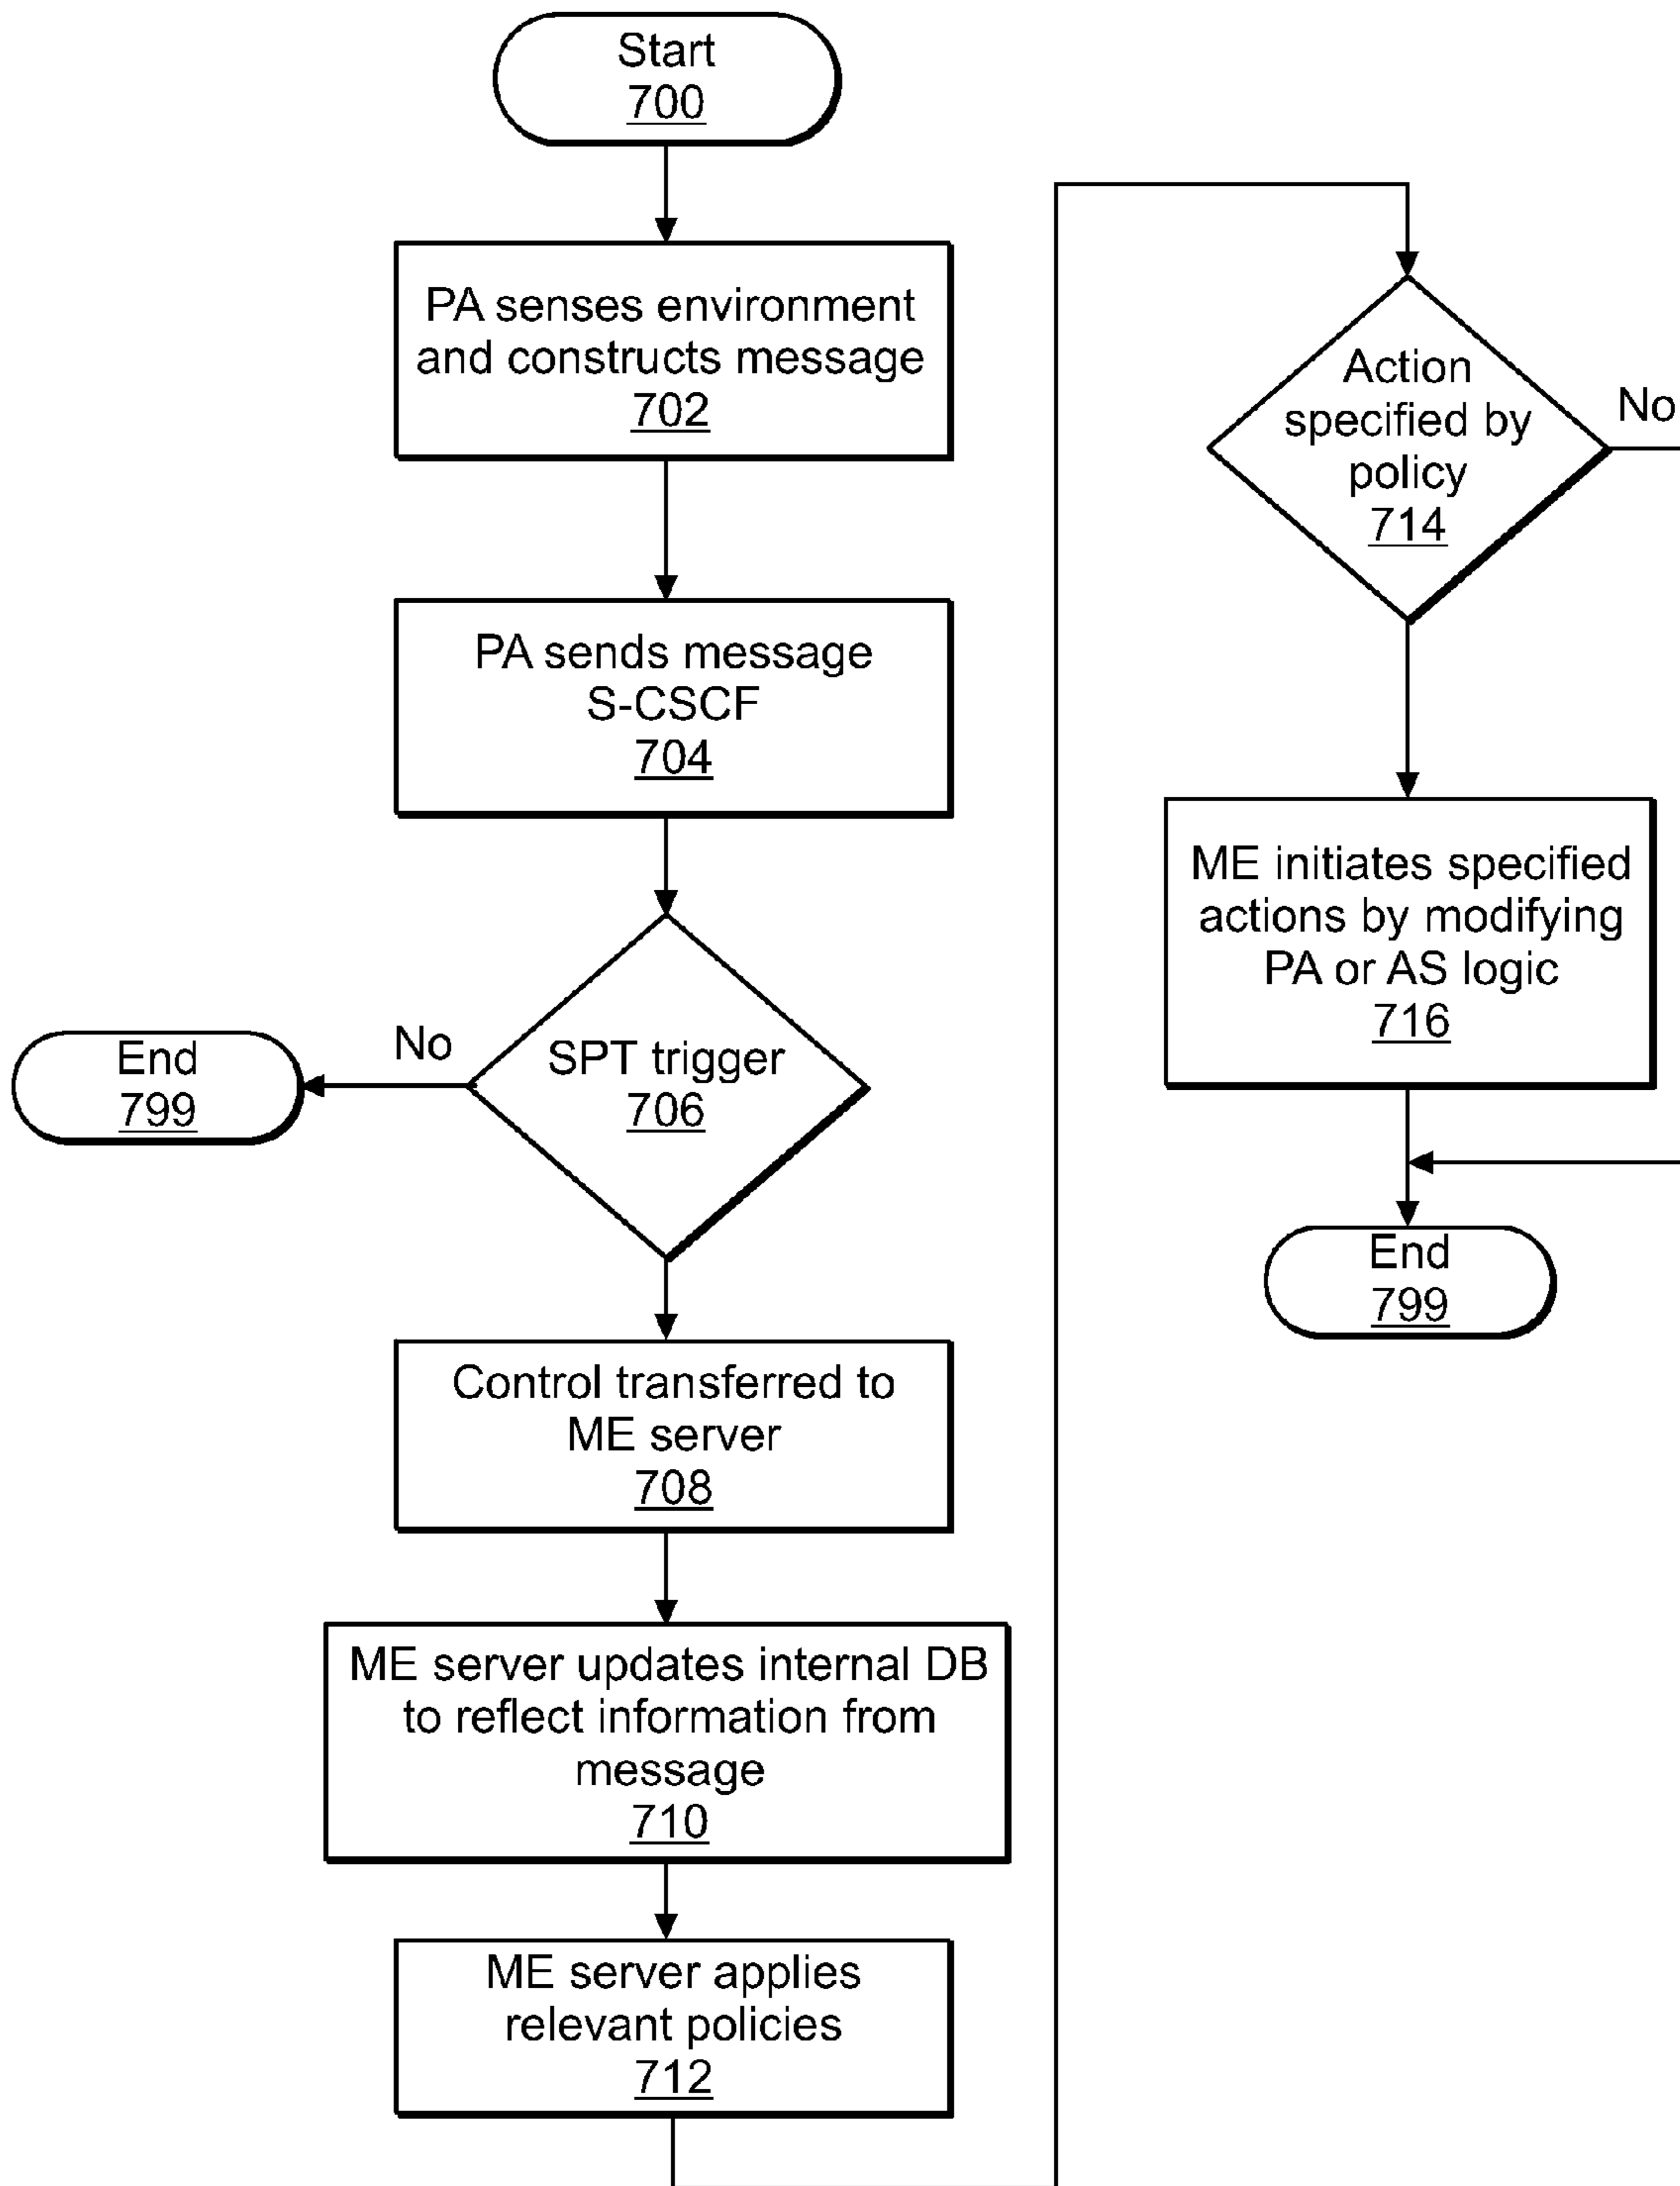 Start
700
PA senses environment
and constructs message
702
PA sends message
S-CSCF
704
SPT trigger
706
No
End
799
Control transferred to
ME server
708
ME server updates internal DB
to reflect information from
message
710
ME server applies
relevant policies
712
Action
specified by
policy
714
No
ME initiates specified
actions by modifying
PA or AS logic
716
End
799